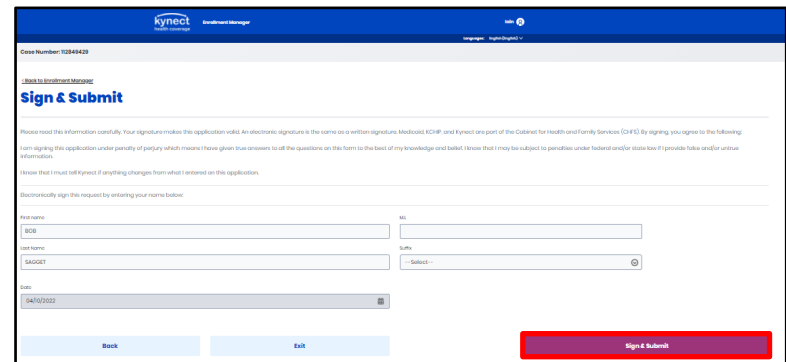 kynect Enrollment Manager Iain
health coverage
Languages: English (English)
Case Number: 112840429
‹ Back to Enrollment Manager
Sign & Submit
Please read this information carefully. Your signature makes this application valid. An electronic signature is the same as a written signature. Medicaid, KCHIP, and Kynect are part of the Cabinet for Health and Family Services (CHFS). By signing, you agree to the following:
I am signing this application under penalty of perjury which means I have given true answers to all the questions on this form to the best of my knowledge and belief. I know that I may be subject to penalties under federal and/or state law if I provide false and/or untrue
information.
I know that I must tell Kynect if anything changes from what I entered on this application.
Electronically sign this request by entering your name below:
First name M.I.
BOB
Last Name Suffix
SAGGET --Select--
Date
04/10/2022
Back Exit Sign & Submit